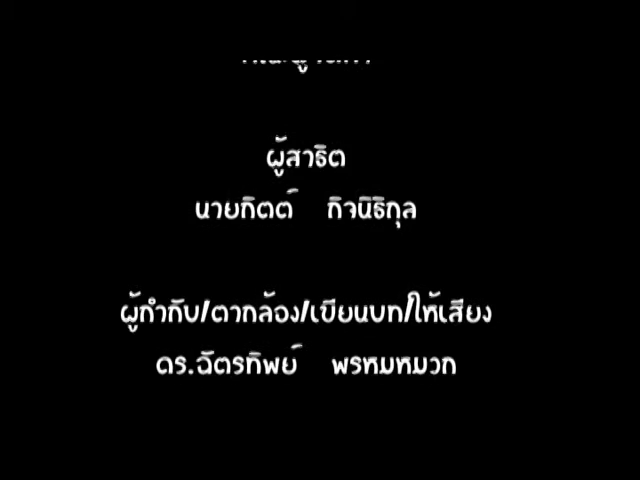 ผู้สาธิต
นายกิตต์ กิจนิธิกุล
ผู้กำกับ/ตากล้อง/เขียนบท/ให้เสียง
ดร.ฉัตรทิพย์ พรหมหมวก